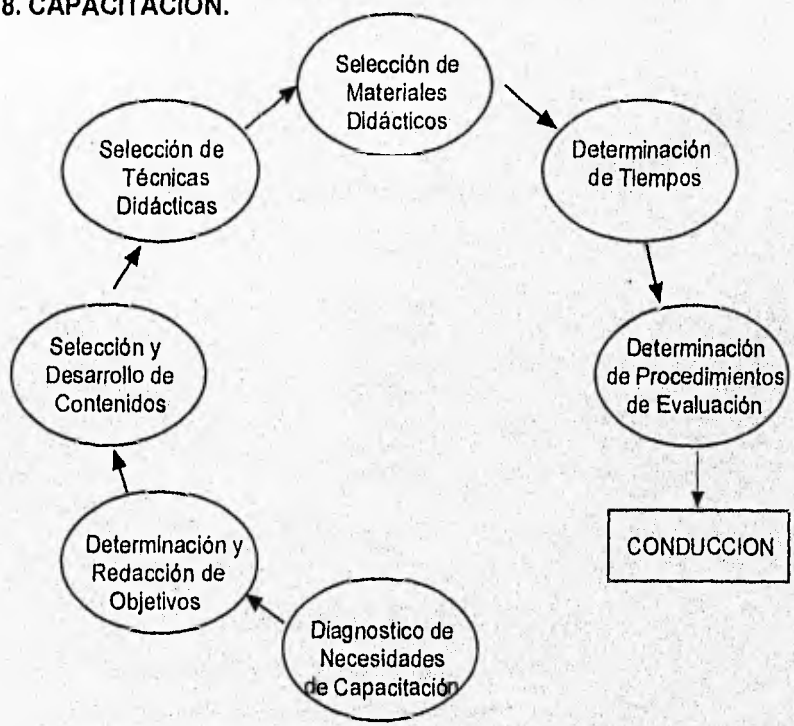 8. CAPACITACION.
Selección de
Materiales
Didácticos
Selección de
Técnicas
Didácticas
Determinación
de Tiempos
Selección y
Desarrollo de
Contenidos
Determinación
de Procedimientos
de Evaluación
Determinación y
Redacción de
Objetivos
CONDUCCION
Diagnostico de
Necesidades
de Capacitación